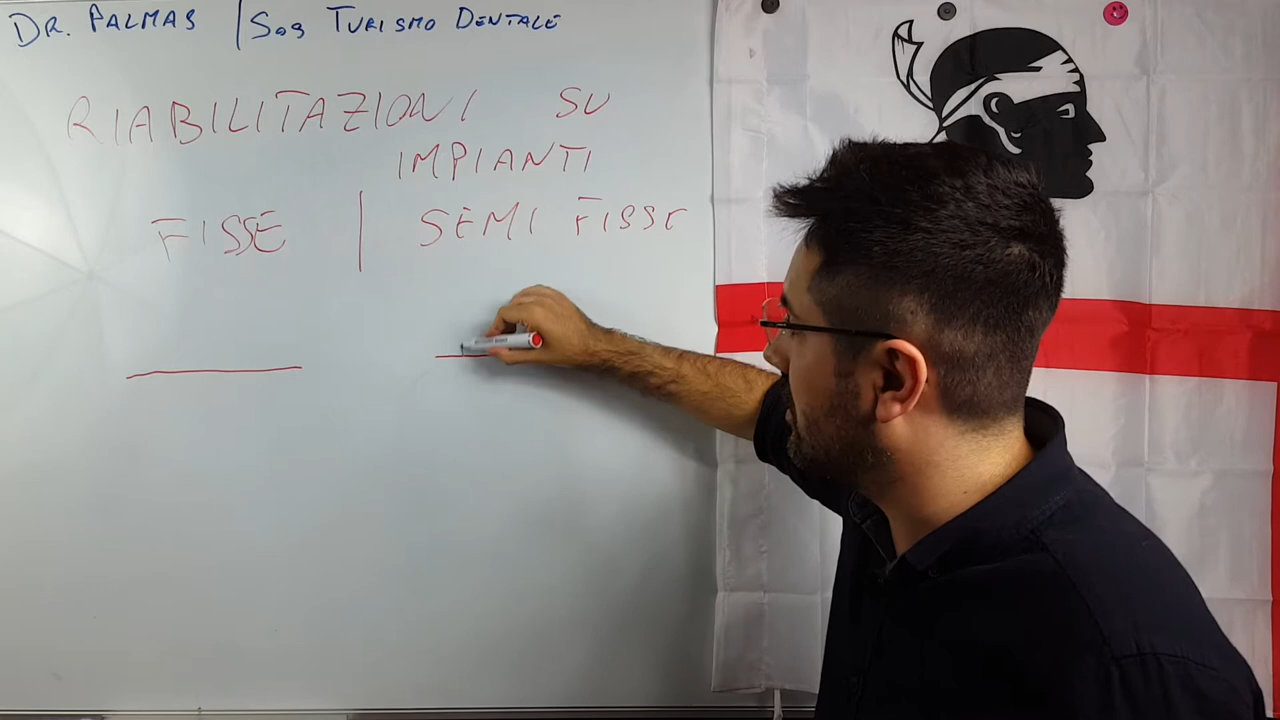 DR. PALMAS | SOS TURISMO DENTALE
RIABILITAZIONI SU
IMPIANTI
FISSE | SEMI FISSE